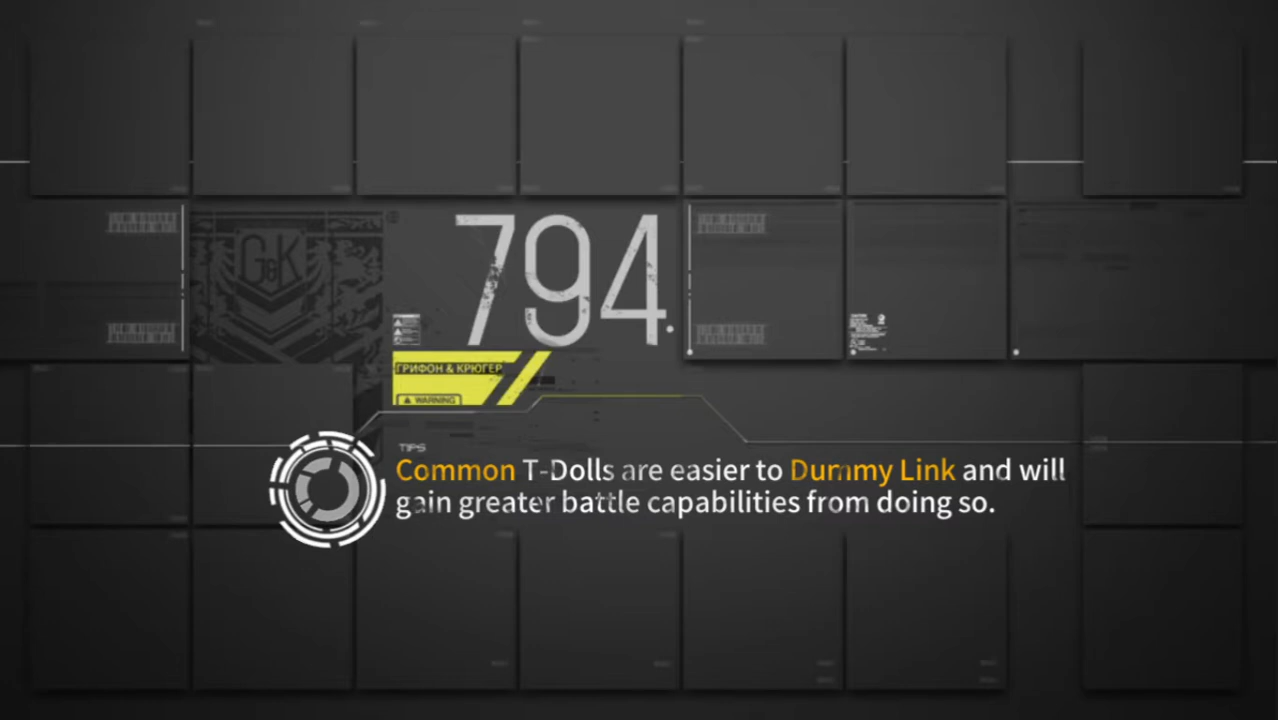 G&K
794.
ГРИФОН & КРЮГЕР
WARNING
TIPS
Common T-Dolls are easier to Dummy Link and will
gain greater battle capabilities from doing so.